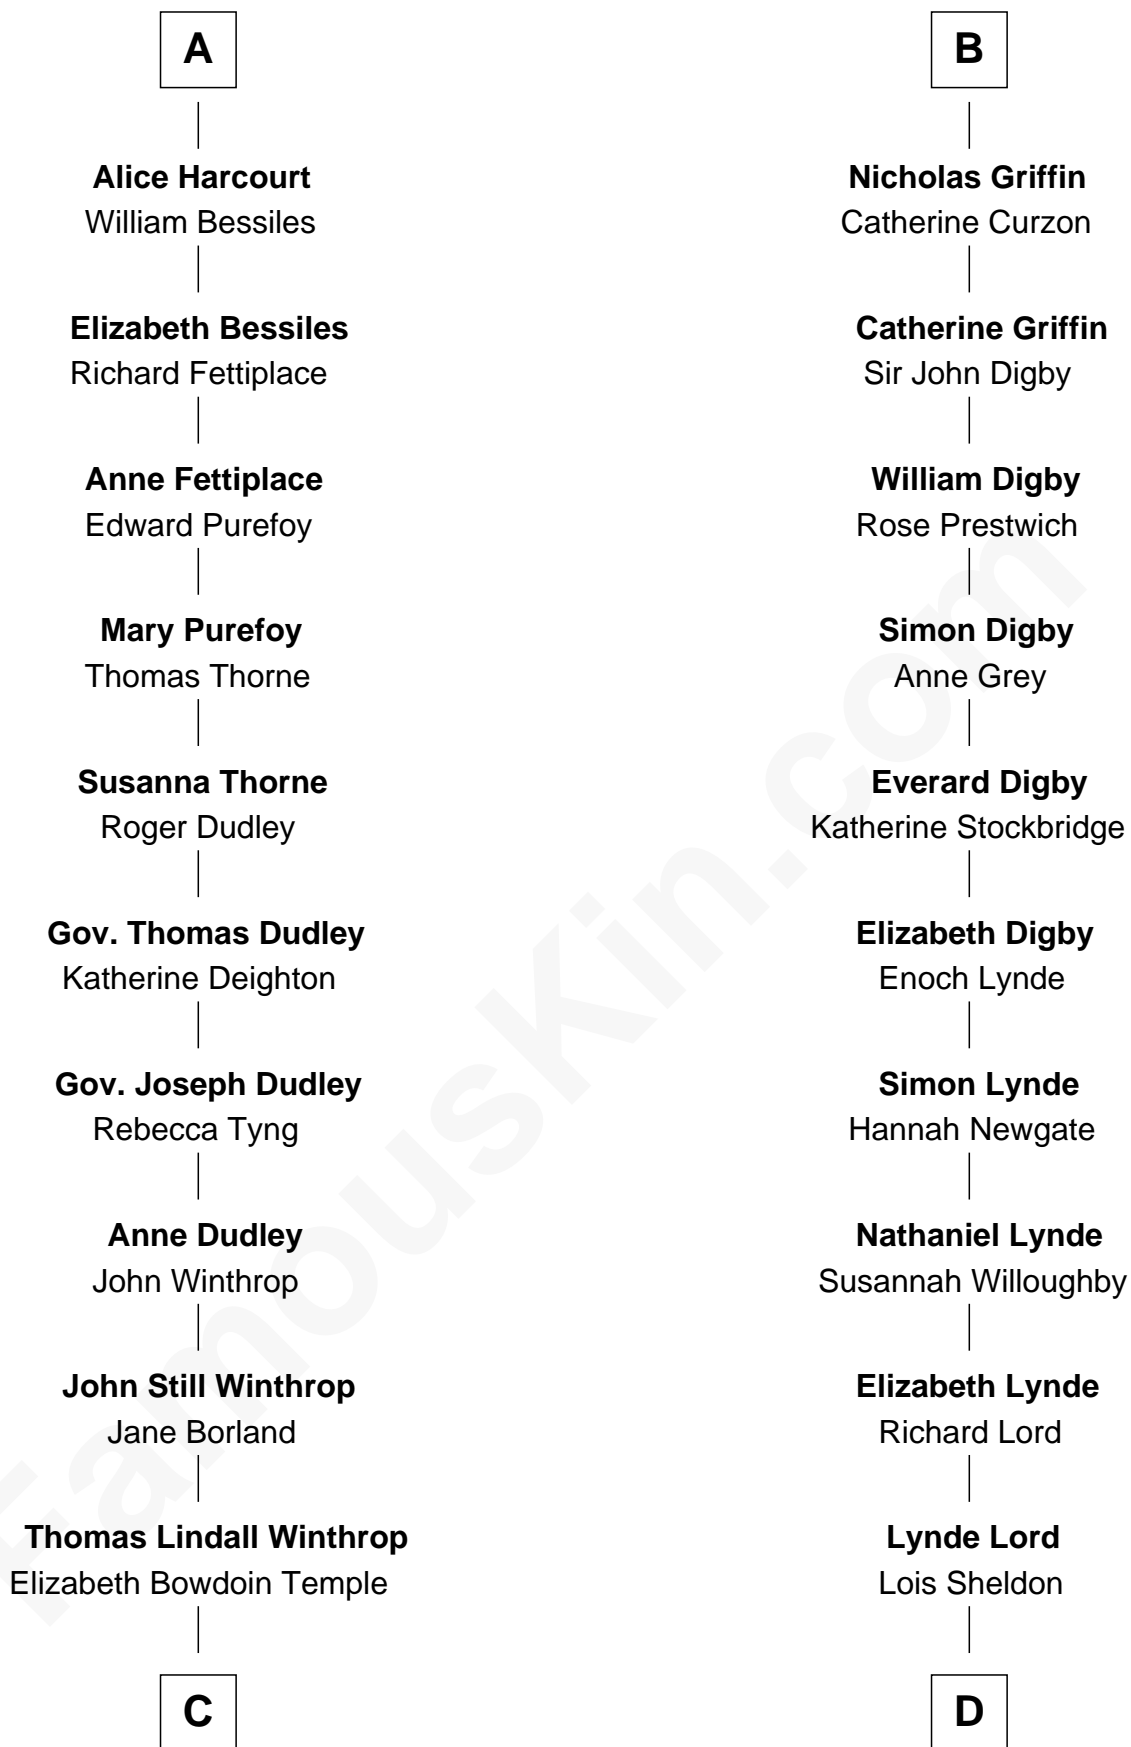 A
Alice Harcourt
William Bessiles
Elizabeth Bessiles
Richard Fettiplace
Anne Fettiplace
Edward Purefoy
Mary Purefoy
Thomas Thorne
Susanna Thorne
Roger Dudley
Gov. Thomas Dudley
Katherine Deighton
Gov. Joseph Dudley
Rebecca Tyng
Anne Dudley
John Winthrop
John Still Winthrop
Jane Borland
Thomas Lindall Winthrop
Elizabeth Bowdoin Temple
C
B
Nicholas Griffin
Catherine Curzon
Catherine Griffin
Sir John Digby
William Digby
Rose Prestwich
Simon Digby
Anne Grey
Everard Digby
Katherine Stockbridge
Elizabeth Digby
Enoch Lynde
Simon Lynde
Hannah Newgate
Nathaniel Lynde
Susannah Willoughby
Elizabeth Lynde
Richard Lord
Lynde Lord
Lois Sheldon
D
FamousKin.com